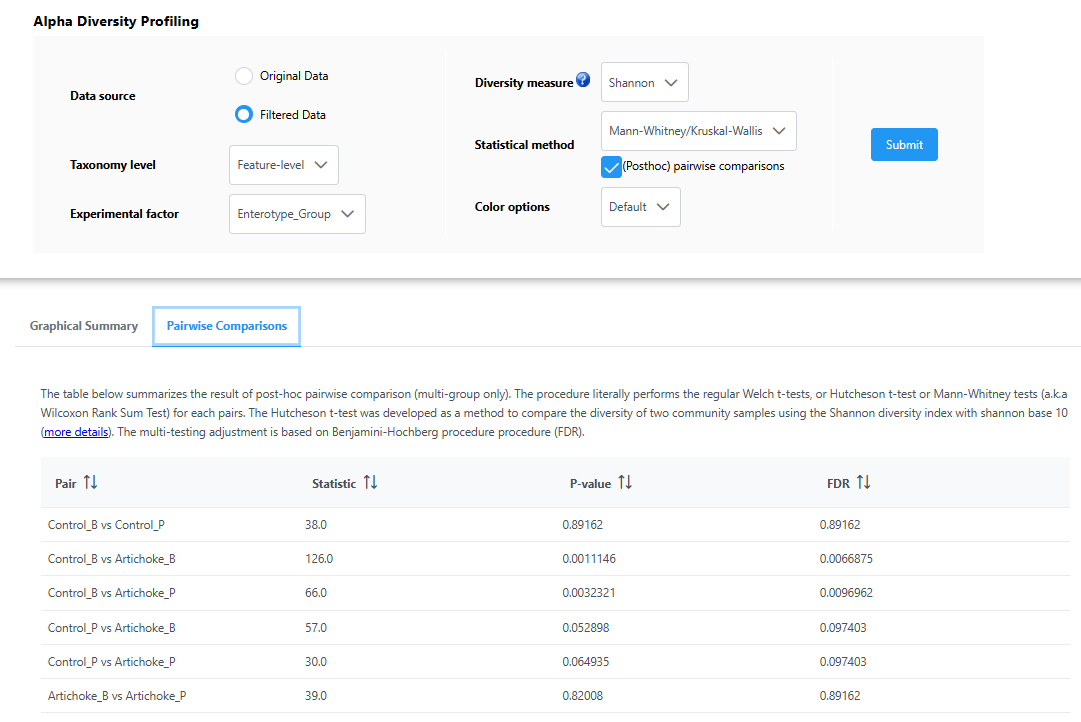 Alpha Diversity Profiling
Data source
Original Data
Filtered Data
Taxonomy level
Feature-level
Experimental factor
Enterotype_Group
Diversity measure ?
Shannon
Statistical method
Mann-Whitney/Kruskal-Wallis
(Posthoc) pairwise comparisons
Color options
Default
Submit
Graphical Summary
Pairwise Comparisons
The table below summarizes the result of post-hoc pairwise comparison (multi-group only). The procedure literally performs the regular Welch t-tests, or Hutcheson t-test or Mann-Whitney tests (a.k.a
Wilcoxon Rank Sum Test) for each pairs. The Hutcheson t-test was developed as a method to compare the diversity of two community samples using the Shannon diversity index with shannon base 10
(more details). The multi-testing adjustment is based on Benjamini-Hochberg procedure procedure (FDR).
Pair Statistic P-value FDR
Control_B vs Control_P 38.0 0.89162 0.89162
Control_B vs Artichoke_B 126.0 0.0011146 0.0066875
Control_B vs Artichoke_P 66.0 0.0032321 0.0096962
Control_P vs Artichoke_B 57.0 0.052898 0.097403
Control_P vs Artichoke_P 30.0 0.064935 0.097403
Artichoke_B vs Artichoke_P 39.0 0.82008 0.89162